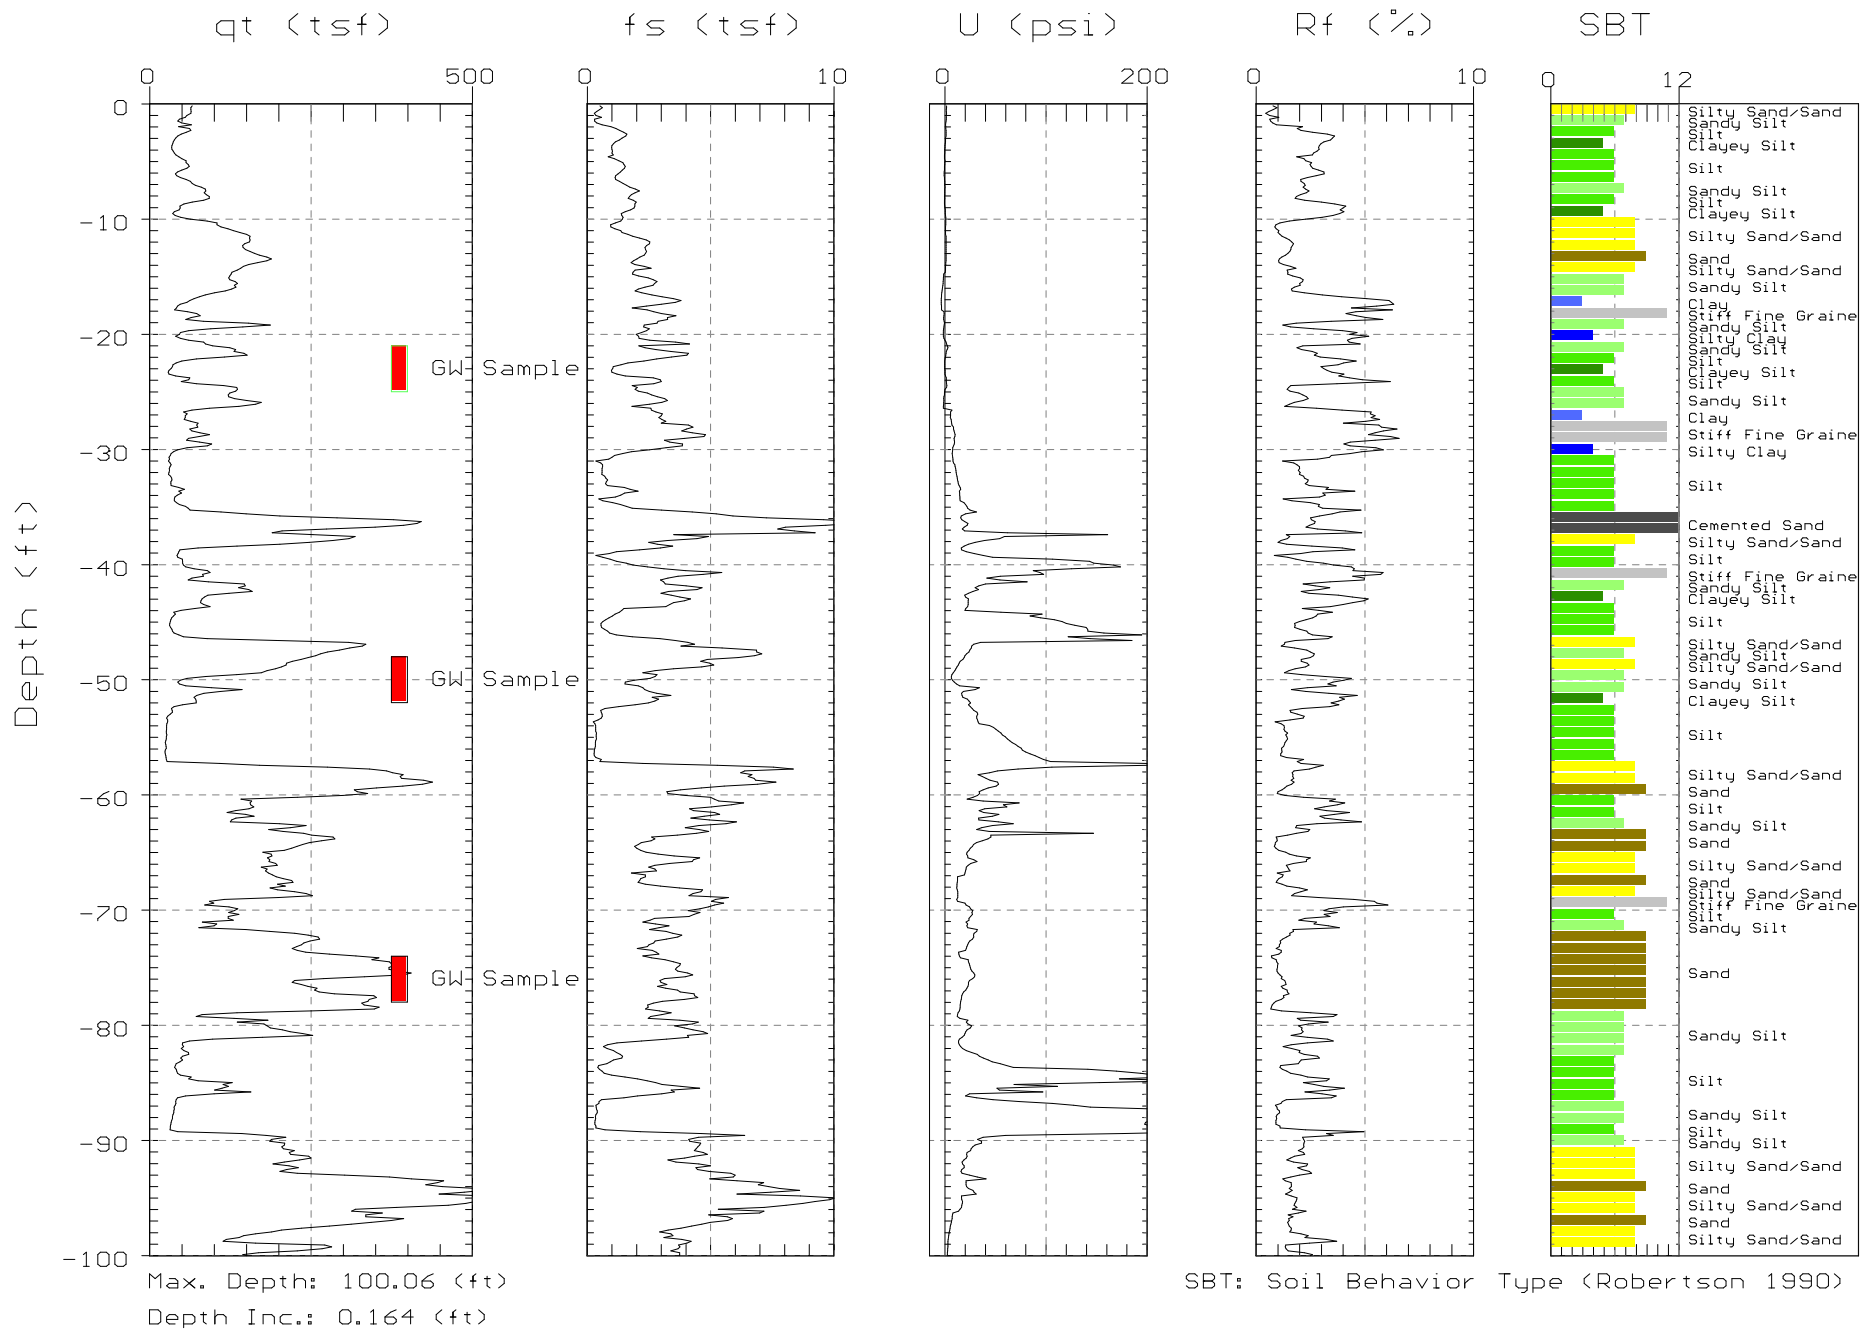 qt (tsf) fs (tsf) U (psi) Rf (%) SBT
0 500 0 10 0 200 0 10 0 12
Depth (ft)
0
-10
-20
-30
-40
-50
-60
-70
-80
-90
-100
GW Sample
GW Sample
GW Sample
Silty Sand/Sand
Sandy Silt
Silt
Clayey Silt
Silt
Sandy Silt
Silt
Clayey Silt
Silty Sand/Sand
Sand
Silty Sand/Sand
Sandy Silt
Clay
Stiff Fine Graine
Sandy Silt
Silty Clay
Sandy Silt
Silt
Clayey Silt
Silt
Sandy Silt
Clay
Stiff Fine Graine
Silty Clay
Silt
Cemented Sand
Silty Sand/Sand
Silt
Stiff Fine Graine
Sandy Silt
Clayey Silt
Silt
Silty Sand/Sand
Sandy Silt
Silty Sand/Sand
Sandy Silt
Clayey Silt
Silt
Silty Sand/Sand
Sand
Silt
Sandy Silt
Sand
Silty Sand/Sand
Sand
Silty Sand/Sand
Stiff Fine Graine
Silt
Sandy Silt
Sand
Sandy Silt
Silt
Sandy Silt
Silt
Sandy Silt
Silty Sand/Sand
Sand
Silty Sand/Sand
Sand
Silty Sand/Sand
Max. Depth: 100.06 (ft)
Depth Inc.: 0.164 (ft)
SBT: Soil Behavior Type (Robertson 1990)